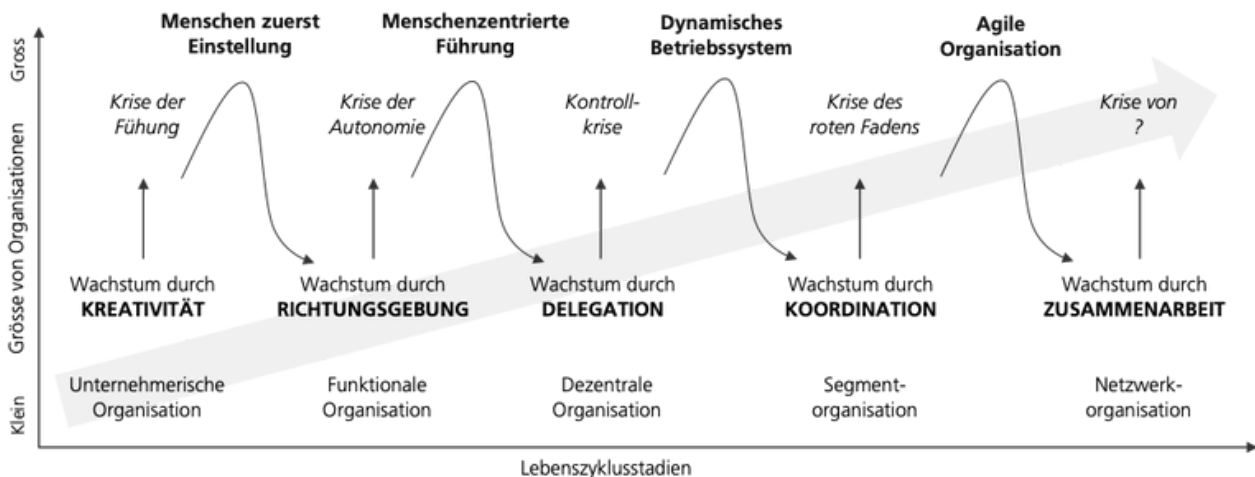 Menschen zuerst
Einstellung
Menschenzentrierte
Führung
Dynamisches
Betriebssystem
Agile
Organisation
Krise der
Fühung
Krise der
Autonomie
Kontroll-
krise
Krise des
roten Fadens
Krise von
?
Wachstum durch
KREATIVITÄT
Wachstum durch
RICHTUNGSGEBUNG
Wachstum durch
DELEGATION
Wachstum durch
KOORDINATION
Wachstum durch
ZUSAMMENARBEIT
Unternehmerische
Organisation
Funktionale
Organisation
Dezentrale
Organisation
Segment-
organisation
Netzwerk-
organisation
Gross
Grösse von Organisationen
Klein
Lebenszyklusstadien